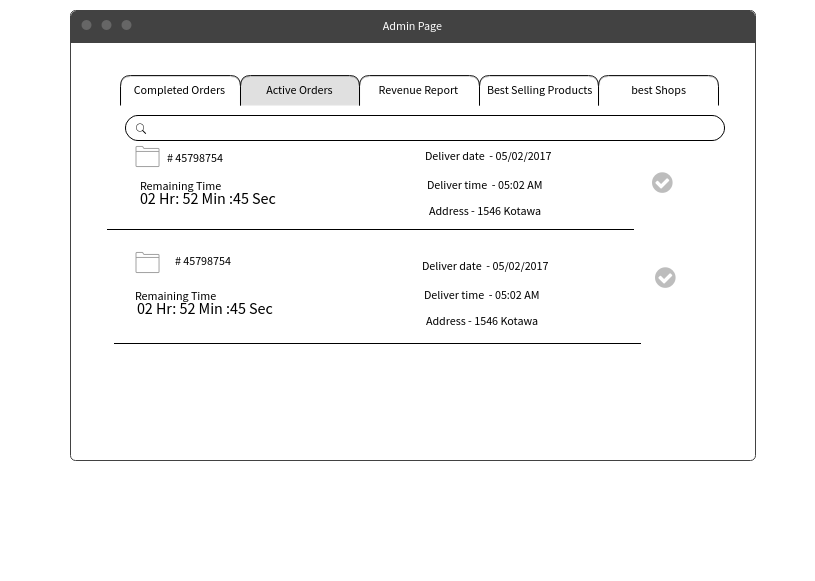 Admin Page
Completed Orders
Active Orders
Revenue Report
Best Selling Products
best Shops
# 45798754
Deliver date  - 05/02/2017
Remaining Time
Deliver time  - 05:02 AM
02 Hr: 52 Min :45 Sec
Address - 1546 Kotawa
# 45798754
Deliver date  - 05/02/2017
Remaining Time
Deliver time  - 05:02 AM
02 Hr: 52 Min :45 Sec
Address - 1546 Kotawa